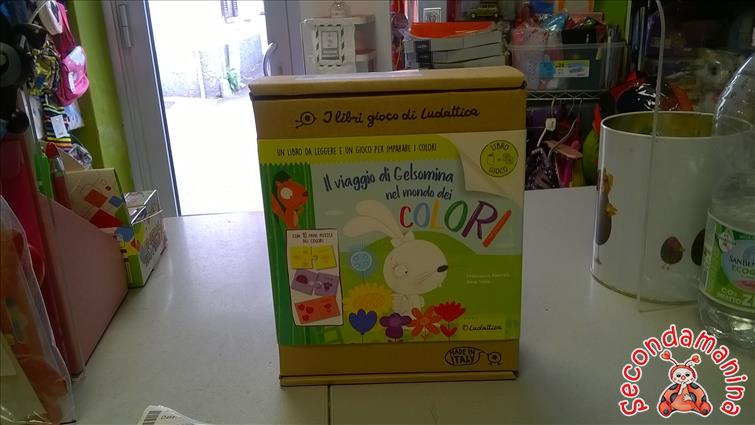 I libri gioco di Ludattica
UN LIBRO DA LEGGERE E UN GIOCO PER IMPARARE I COLORI
LIBRO
+
GIOCO
Il viaggio di Gelsomina
nel mondo dei
COLORI
CON 10 MINI PUZZLE
DEI COLORI
Ludattica
MADE IN
ITALY
Secondamanina